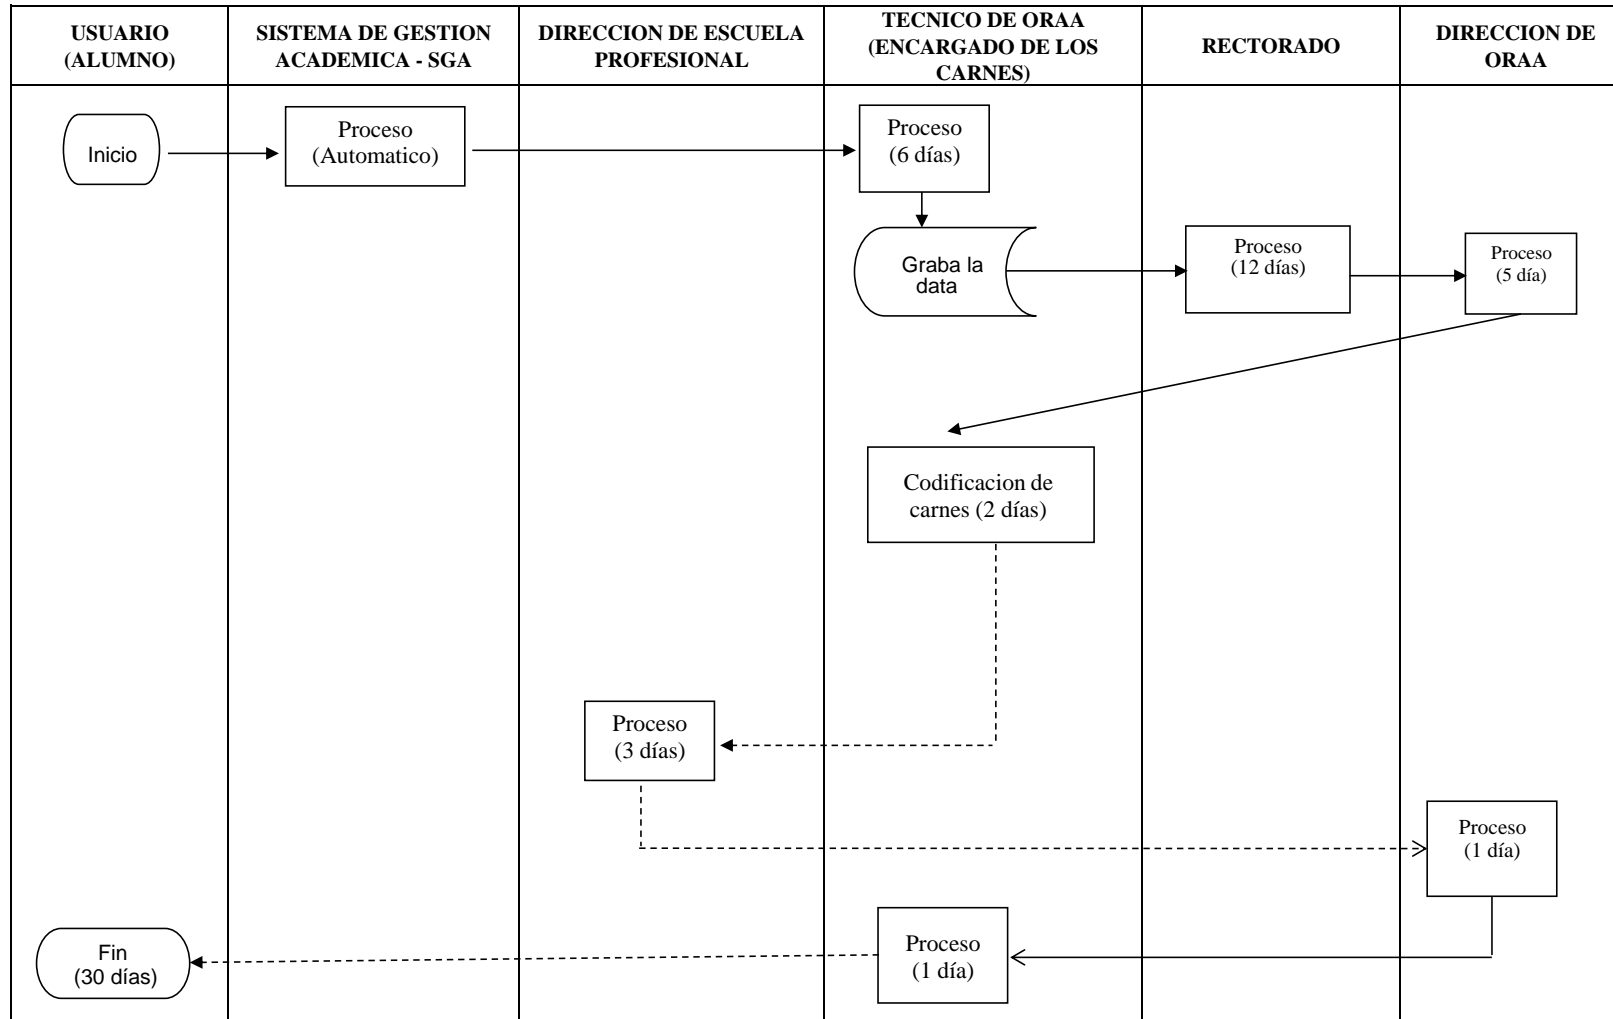 USUARIO
(ALUMNO)
SISTEMA DE GESTION
ACADEMICA - SGA
DIRECCION DE ESCUELA
PROFESIONAL
TECNICO DE ORAA
(ENCARGADO DE LOS
CARNES)
RECTORADO
DIRECCION DE
ORAA
Inicio
Proceso
(Automatico)
Proceso
(6 días)
Graba la
data
Proceso
(12 días)
Proceso
(5 día)
Codificacion de
carnes (2 días)
Proceso
(3 días)
Proceso
(1 día)
Proceso
(1 día)
Fin
(30 días)